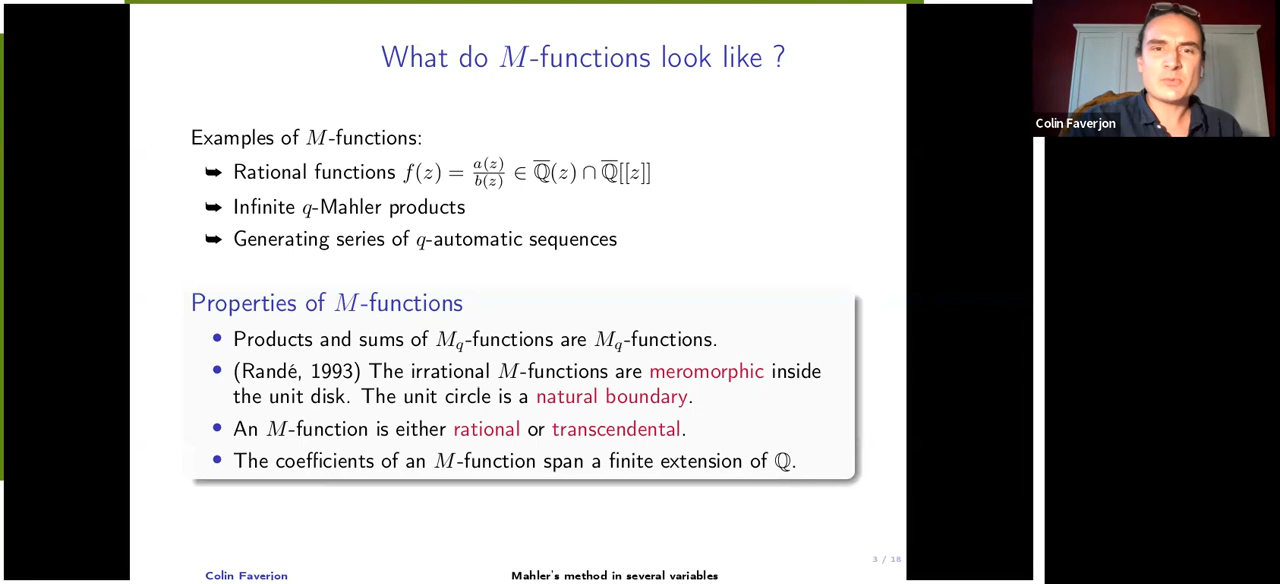 What do M-functions look like ?
Examples of M-functions:
➥ Rational functions f(z) = a(z)/b(z) ∈ Q̅(z) ∩ Q̅[[z]]
➥ Infinite q-Mahler products
➥ Generating series of q-automatic sequences
Properties of M-functions
• Products and sums of M_q-functions are M_q-functions.
• (Randé, 1993) The irrational M-functions are meromorphic inside
the unit disk. The unit circle is a natural boundary.
• An M-function is either rational or transcendental.
• The coefficients of an M-function span a finite extension of ℚ.
3 / 18
Colin Faverjon
Mahler's method in several variables
Colin Faverjon